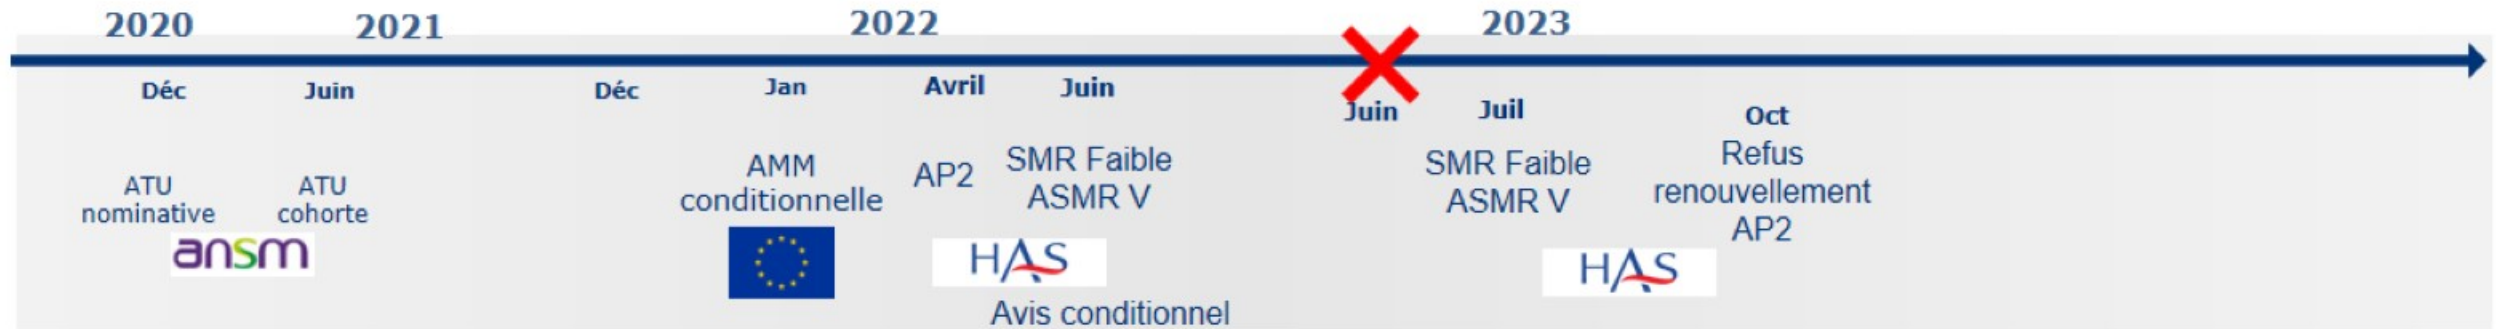 2020
2021
2022
2023
Déc
Juin
Déc
Jan
Avril
Juin
Juin
Juil
Oct
ATU
nominative
ATU
cohorte
ansm
AMM
conditionnelle
AP2
SMR Faible
ASMR V
HAS
Avis conditionnel
SMR Faible
ASMR V
Refus
renouvellement
AP2
HAS